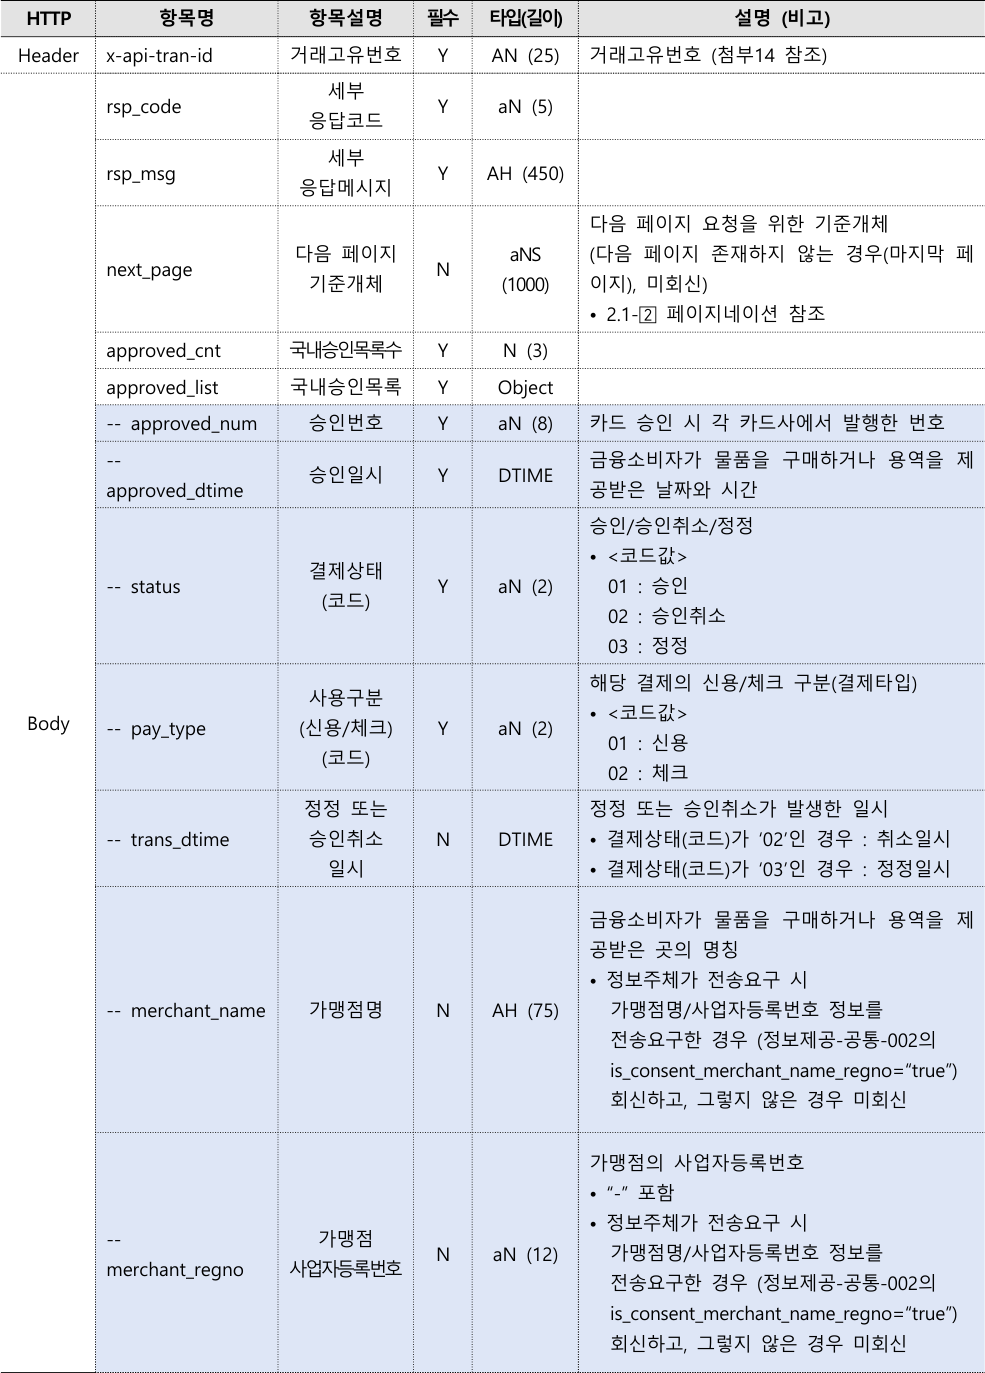 HTTP 항목명 항목설명 필수 타입(길이) 설명 (비고)
Header x-api-tran-id 거래고유번호 Y AN (25) 거래고유번호 (첨부14 참조)
Body
rsp_code 세부
응답코드 Y aN (5)
rsp_msg 세부
응답메시지 Y AH (450)
next_page 다음 페이지
기준개체 N aNS
(1000) 다음 페이지 요청을 위한 기준개체
(다음 페이지 존재하지 않는 경우(마지막 페
이지), 미회신)
• 2.1-2 페이지네이션 참조
approved_cnt 국내승인목록수 Y N (3)
approved_list 국내승인목록 Y Object
-- approved_num 승인번호 Y aN (8) 카드 승인 시 각 카드사에서 발행한 번호
--
approved_dtime 승인일시 Y DTIME 금융소비자가 물품을 구매하거나 용역을 제
공받은 날짜와 시간
-- status 결제상태
(코드) Y aN (2) 승인/승인취소/정정
• <코드값>
01 : 승인
02 : 승인취소
03 : 정정
-- pay_type 사용구분
(신용/체크)
(코드) Y aN (2) 해당 결제의 신용/체크 구분(결제타입)
• <코드값>
01 : 신용
02 : 체크
-- trans_dtime 정정 또는
승인취소
일시 N DTIME 정정 또는 승인취소가 발생한 일시
• 결제상태(코드)가 ‘02’인 경우 : 취소일시
• 결제상태(코드)가 ‘03’인 경우 : 정정일시
-- merchant_name 가맹점명 N AH (75) 금융소비자가 물품을 구매하거나 용역을 제
공받은 곳의 명칭
• 정보주체가 전송요구 시
가맹점명/사업자등록번호 정보를
전송요구한 경우 (정보제공-공통-002의
is_consent_merchant_name_regno=“true”)
회신하고, 그렇지 않은 경우 미회신
--
merchant_regno 가맹점
사업자등록번호 N aN (12) 가맹점의 사업자등록번호
• “-” 포함
• 정보주체가 전송요구 시
가맹점명/사업자등록번호 정보를
전송요구한 경우 (정보제공-공통-002의
is_consent_merchant_name_regno=“true”)
회신하고, 그렇지 않은 경우 미회신